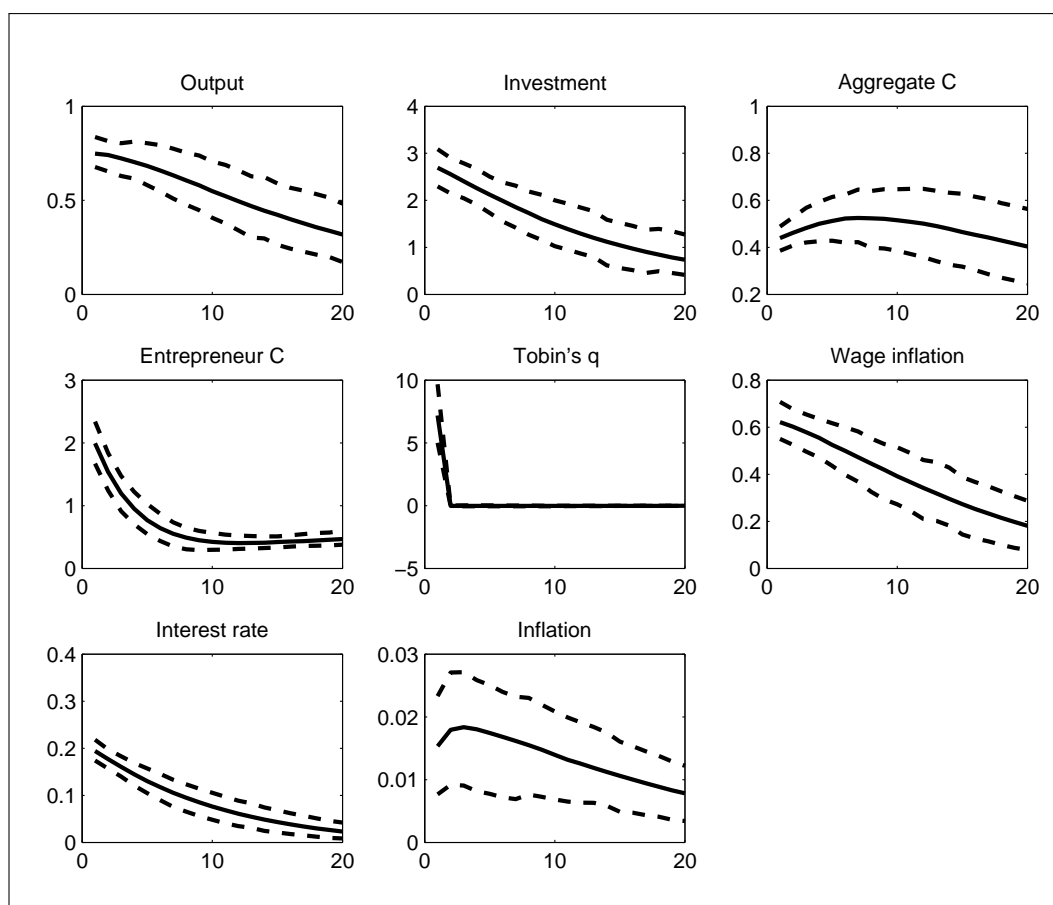 Output
Investment
Aggregate C
1
0.5
0
0 10 20
4
3
2
1
0
0 10 20
1
0.8
0.6
0.4
0.2
0 10 20
Entrepreneur C
Tobin's q
Wage inflation
3
2
1
0
0 10 20
10
5
0
−5
0 10 20
0.8
0.6
0.4
0.2
0
0 10 20
Interest rate
Inflation
0.4
0.3
0.2
0.1
0
0 10 20
0.03
0.02
0.01
0
0 10 20